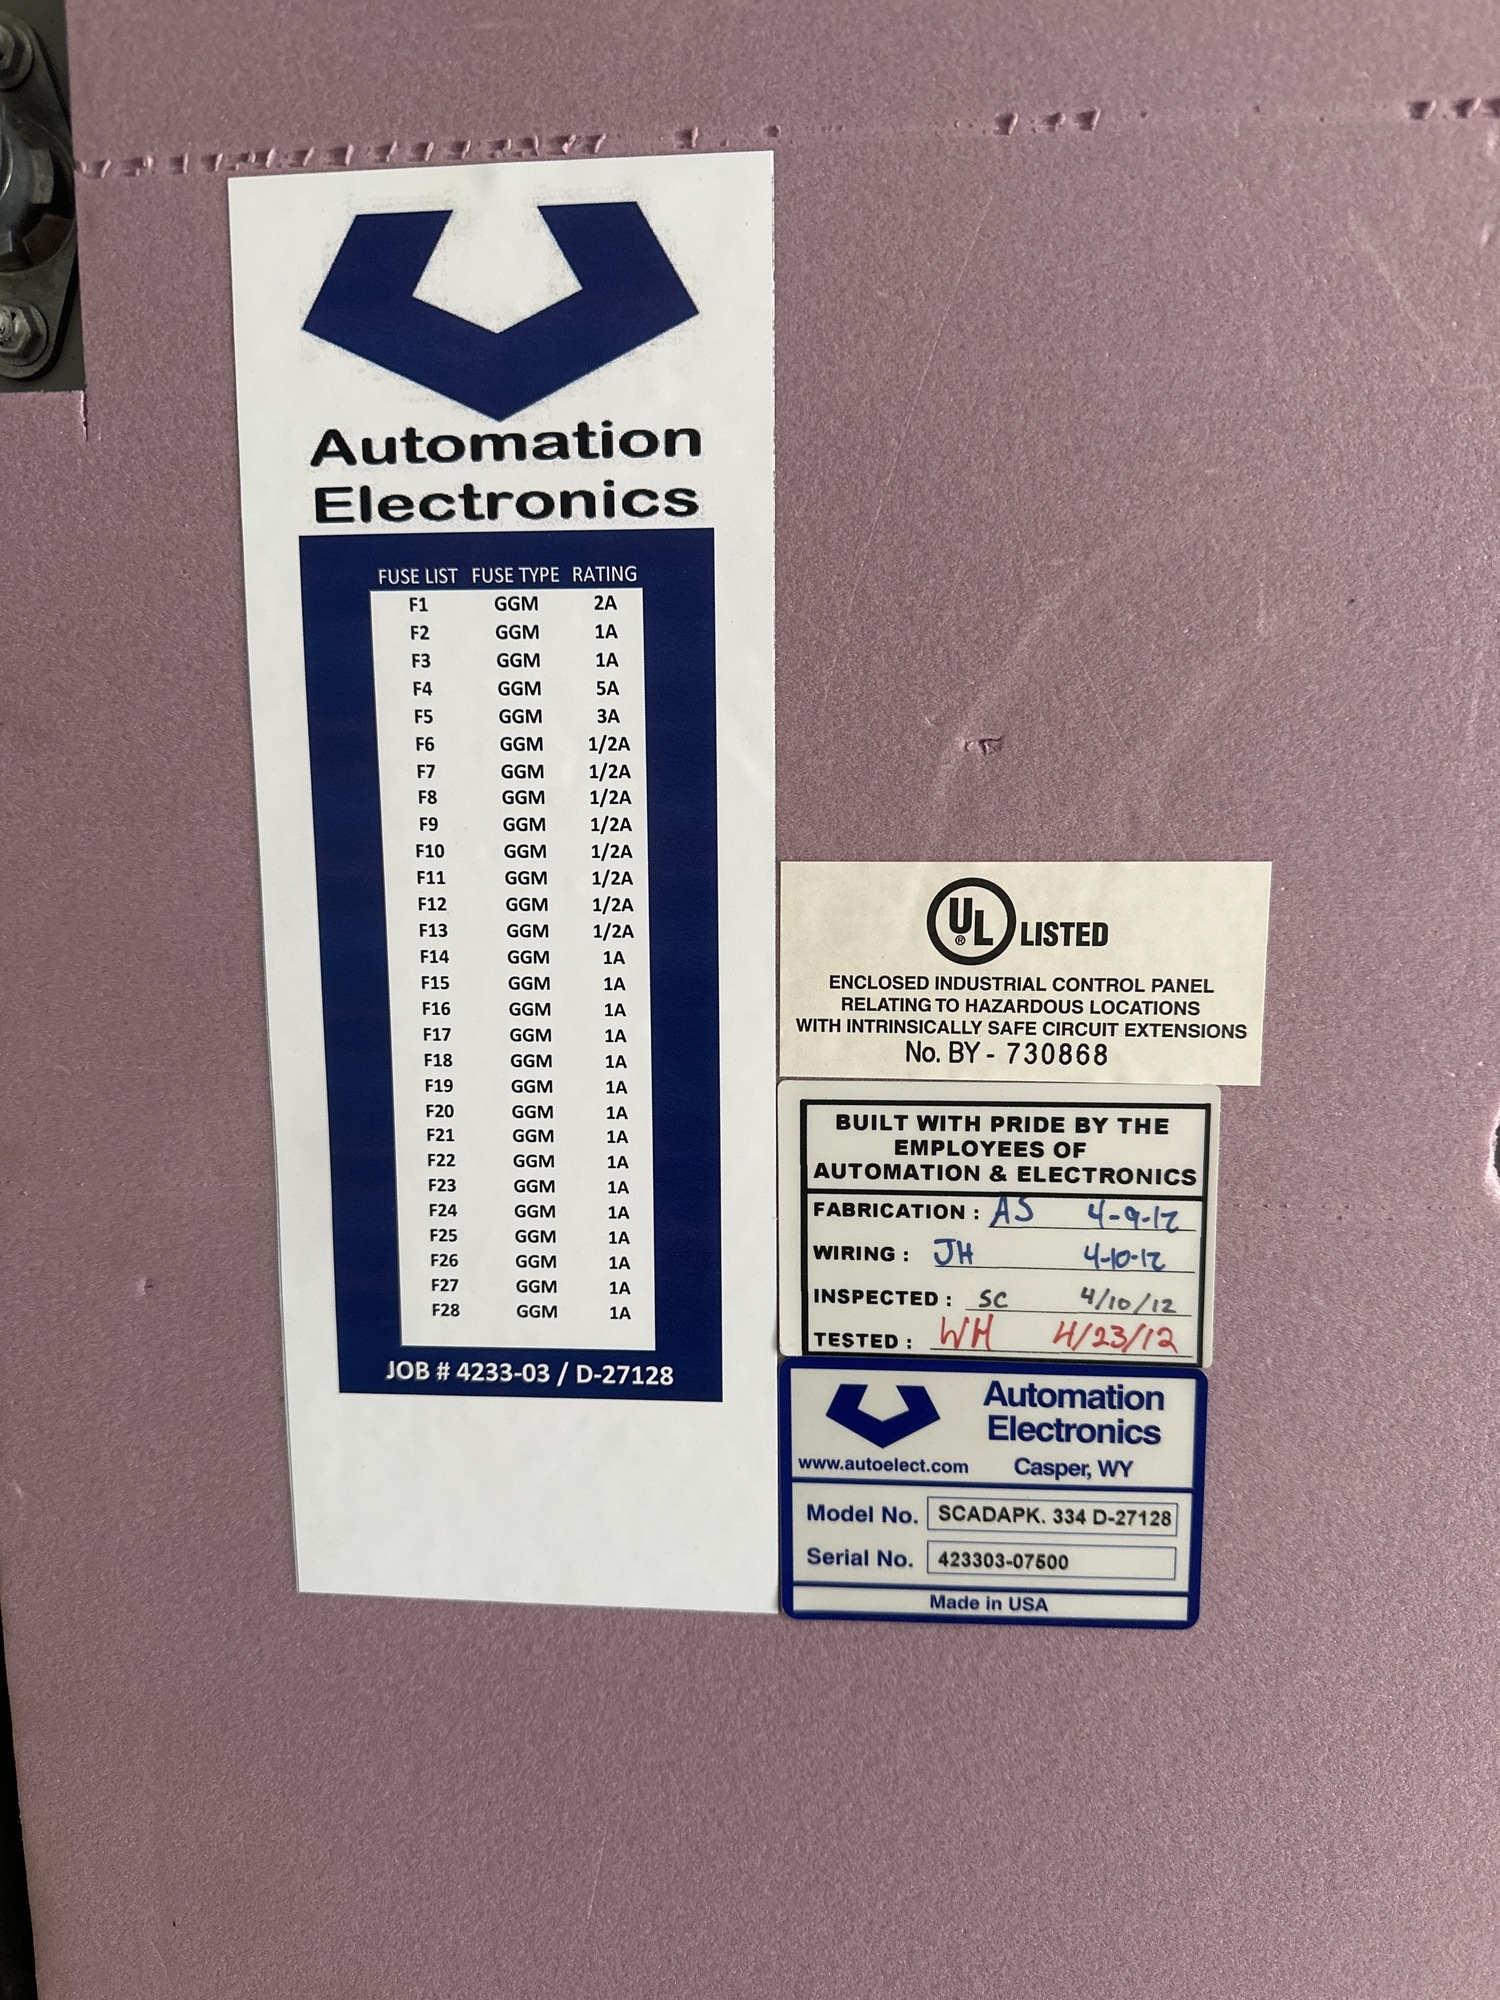 Automation
Electronics
FUSE LIST FUSE TYPE RATING
F1 GGM 2A
F2 GGM 1A
F3 GGM 1A
F4 GGM 5A
F5 GGM 3A
F6 GGM 1/2A
F7 GGM 1/2A
F8 GGM 1/2A
F9 GGM 1/2A
F10 GGM 1/2A
F11 GGM 1/2A
F12 GGM 1/2A
F13 GGM 1/2A
F14 GGM 1A
F15 GGM 1A
F16 GGM 1A
F17 GGM 1A
F18 GGM 1A
F19 GGM 1A
F20 GGM 1A
F21 GGM 1A
F22 GGM 1A
F23 GGM 1A
F24 GGM 1A
F25 GGM 1A
F26 GGM 1A
F27 GGM 1A
F28 GGM 1A
JOB # 4233-03 / D-27128
UL ® LISTED
ENCLOSED INDUSTRIAL CONTROL PANEL
RELATING TO HAZARDOUS LOCATIONS
WITH INTRINSICALLY SAFE CIRCUIT EXTENSIONS
No. BY - 730868
BUILT WITH PRIDE BY THE
EMPLOYEES OF
AUTOMATION & ELECTRONICS
FABRICATION : AS 4-9-12
WIRING : JH 4-10-12
INSPECTED : SC 4/10/12
TESTED : WM 4/23/12
Automation
Electronics
www.autoelect.com Casper, WY
Model No. SCADAPK. 334 D-27128
Serial No. 423303-07500
Made in USA